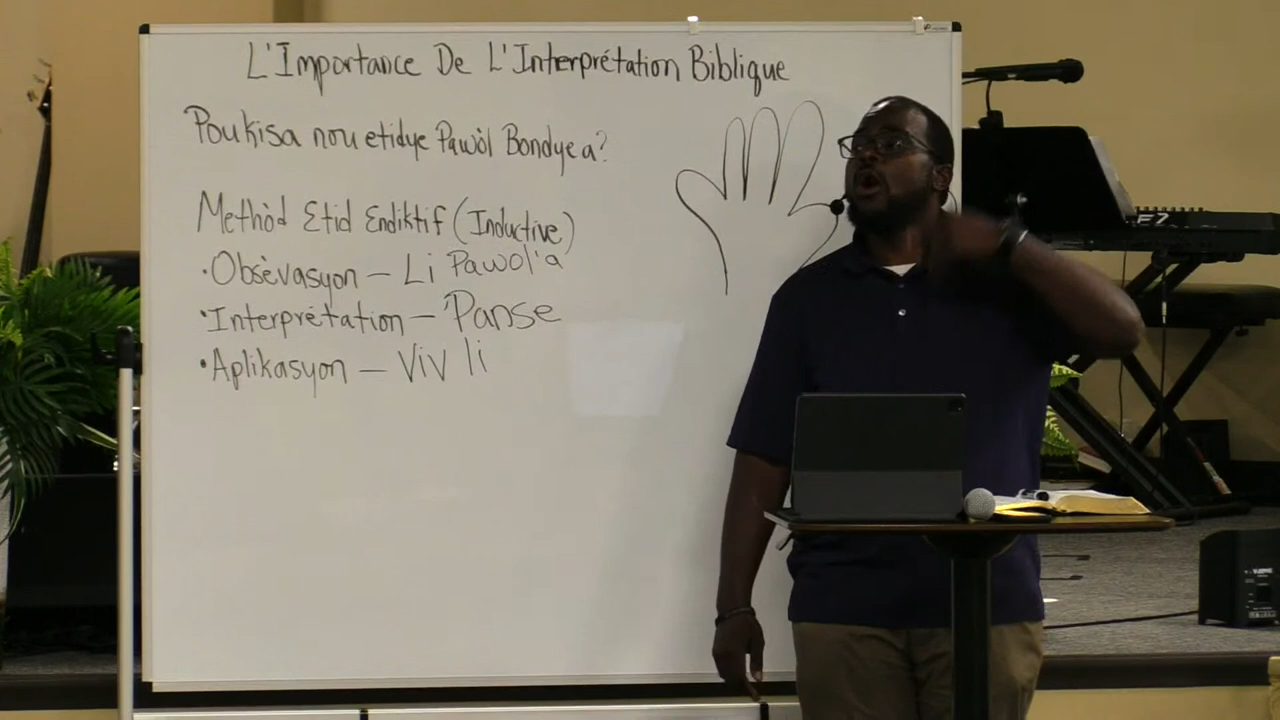 L'Importance De L'Interprétation Biblique
Poukisa nou etidye Pawòl Bondye a?
Methòd Etid Endiktif (Inductive)
• Obsèvasyon – Li Pawol'a
• Interprétation – Panse
• Aplikasyon – Viv li